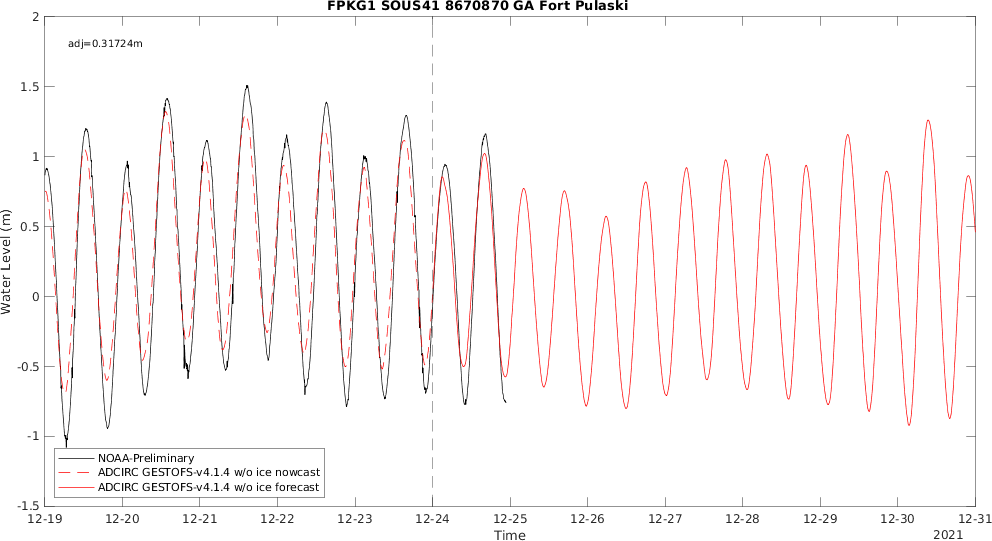 FPKG1 SOUS41 8670870 GA Fort Pulaski
adj=0.31724m
2
1.5
1
0.5
0
-0.5
-1
-1.5
Water Level (m)
NOAA-Preliminary
ADCIRC GESTOFS-v4.1.4 w/o ice nowcast
ADCIRC GESTOFS-v4.1.4 w/o ice forecast
12-19 12-20 12-21 12-22 12-23 12-24 12-25 12-26 12-27 12-28 12-29 12-30 12-31
Time
2021